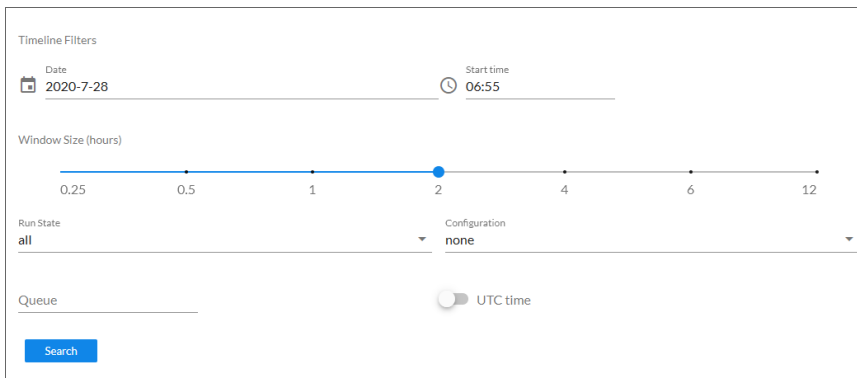 Timeline Filters
Date
Start time
2020-7-28
06:55
Window Size (hours)
0.25 0.5 1 2 4 6 12
Run State
Configuration
all
none
Queue
UTC time
Search